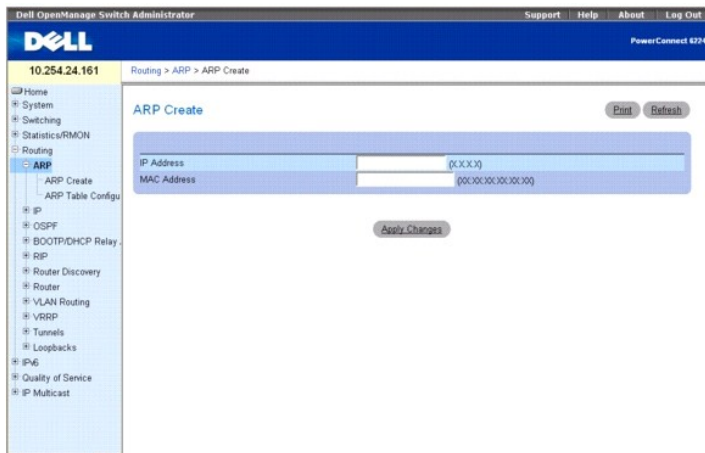 Dell OpenManage Switch Administrator
Support Help About Log Out
DELL
PowerConnect 6224
10.254.24.161
Routing > ARP > ARP Create
Home
System
Switching
Statistics/RMON
Routing
ARP
ARP Create
ARP Table Configu
IP
OSPF
BOOTP/DHCP Relay
RIP
Router Discovery
Router
VLAN Routing
VRRP
Tunnels
Loopbacks
IPv6
Quality of Service
IP Multicast
ARP Create
Print Refresh
IP Address (X.X.X.X)
MAC Address (XX:XX:XX:XX:XX:XX)
Apply Changes